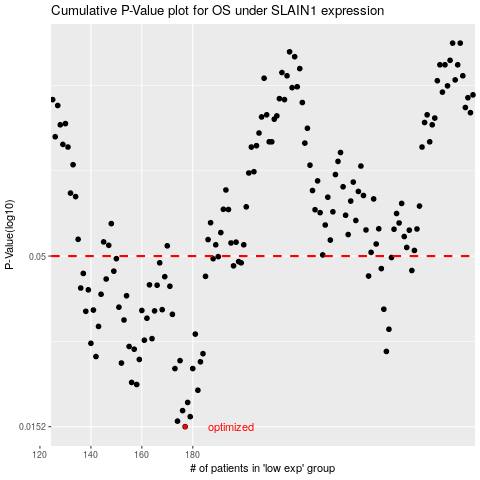 Cumulative P-Value plot for OS under SLAIN1 expression
P-Value(log10)
0.05
0.0152
optimized
120 140 160 180
# of patients in 'low exp' group